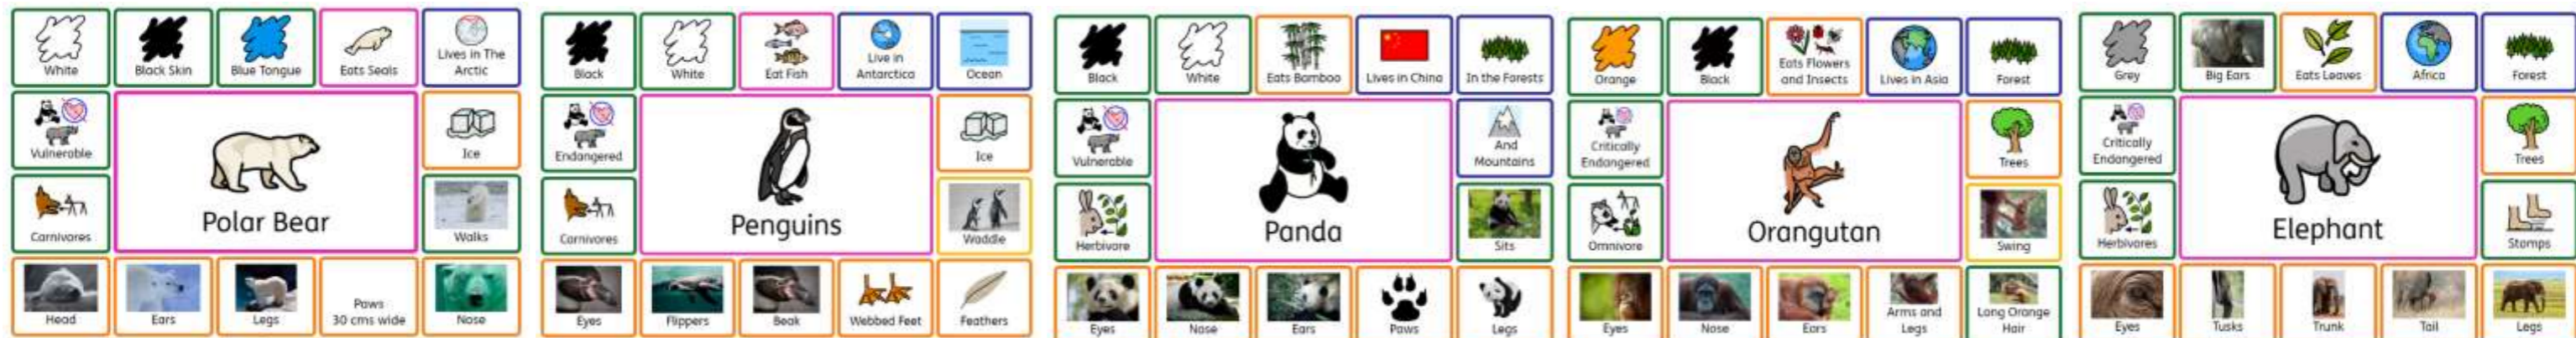 White
Black Skin
Blue Tongue
Eats Seals
Lives in The
Arctic
Vulnerable
Polar Bear
Ice
Carnivores
Walks
Head
Ears
Legs
Paws
30 cms wide
Nose
Black
White
Eat Fish
Live in
Antarctica
Ocean
Endangered
Penguins
Ice
Carnivores
Waddle
Eyes
Flippers
Beak
Webbed Feet
Feathers
Black
White
Eats Bamboo
Lives in China
In the Forests
Vulnerable
Panda
And
Mountains
Herbivore
Sits
Eyes
Nose
Ears
Paws
Legs
Orange
Black
Eats Flowers
and Insects
Lives in Asia
Forest
Critically
Endangered
Orangutan
Trees
Omnivore
Swing
Eyes
Nose
Ears
Arms and
Legs
Long Orange
Hair
Grey
Big Ears
Eats Leaves
Africa
Forest
Critically
Endangered
Elephant
Trees
Herbivores
Stomps
Eyes
Tusks
Trunk
Tail
Legs